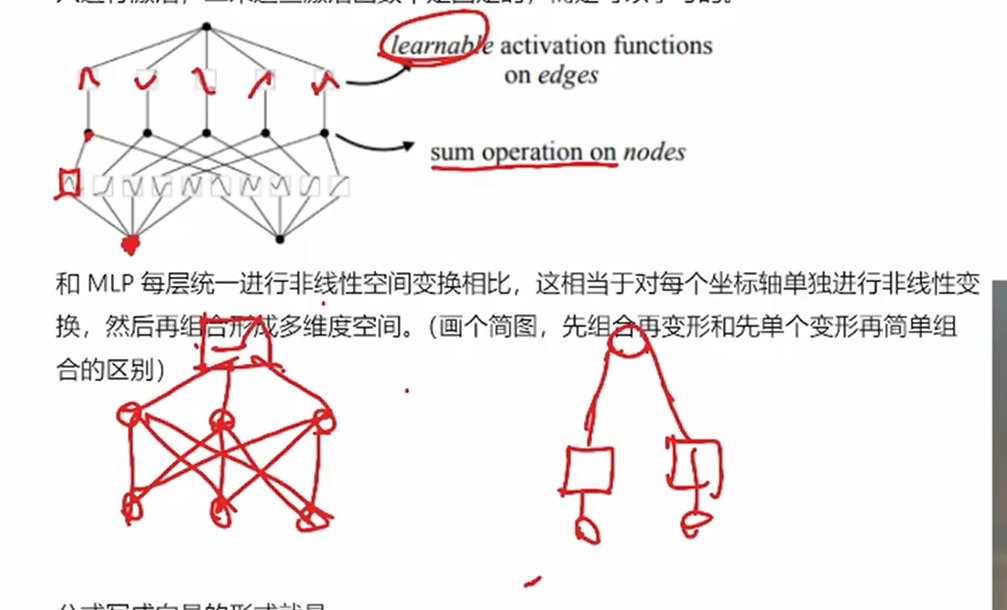 learnable activation functions
on edges
sum operation on nodes
和 MLP 每层统一进行非线性空间变换相比，这相当于对每个坐标轴单独进行非线性变
换，然后再组合形成多维度空间。（画个简图，先组合再变形和先单个变形再简单组
合的区别）